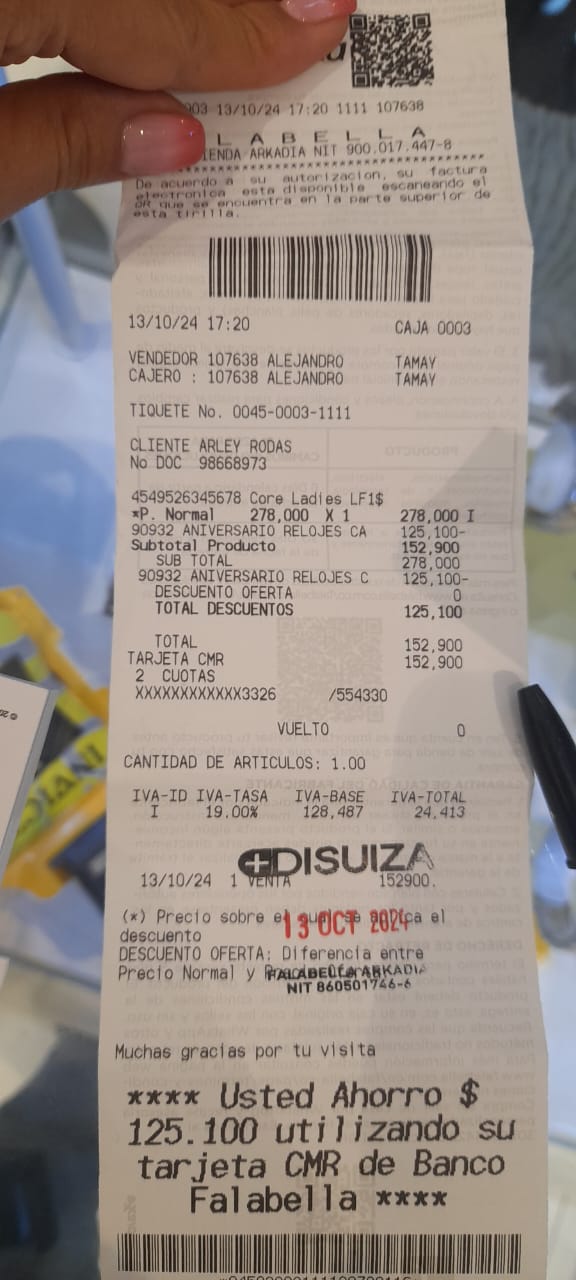 003 13/10/24 17:20 1111 107638
L A B E L L A
IENDA ARKADIA NIT 900.017.447-8
De acuerdo a su autorizacion, su factura
electronica esta disponible escaneando el
QR que se encuentra en la parte superior de
esta tirilla.
13/10/24 17:20 CAJA 0003
VENDEDOR 107638 ALEJANDRO TAMAY
CAJERO : 107638 ALEJANDRO TAMAY
TIQUETE No. 0045-0003-1111
CLIENTE ARLEY RODAS
No DOC 98668973
4549526345678 Core Ladies LF1$
*P. Normal 278,000 X 1 278,000 I
90932 ANIVERSARIO RELOJES CA 125,100-
Subtotal Producto 152,900
SUB TOTAL 278,000
90932 ANIVERSARIO RELOJES C 125,100-
DESCUENTO OFERTA 0
TOTAL DESCUENTOS 125,100
TOTAL 152,900
TARJETA CMR 152,900
2 CUOTAS
XXXXXXXXXXXX3326 /554330
VUELTO 0
CANTIDAD DE ARTICULOS: 1.00
IVA-ID IVA-TASA IVA-BASE IVA-TOTAL
I 19.00% 128,487 24,413
DISUIZA
13/10/24 1 VENTA 152900.
(*) Precio sobre el cual se aplica el
13 OCT 2024
descuento
DESCUENTO OFERTA: Diferencia entre
Precio Normal y
FALABELLA ARKADIA
NIT 860501746-6
Muchas gracias por tu visita
**** Usted Ahorro $
125.100 utilizando su
tarjeta CMR de Banco
Falabella ****